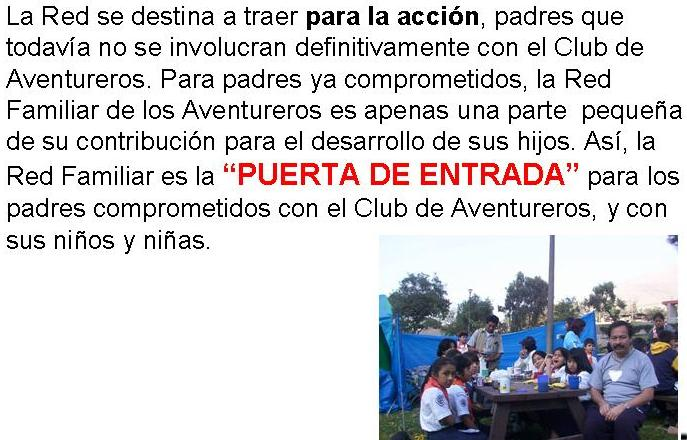 La Red se destina a traer para la acción, padres que
todavía no se involucran definitivamente con el Club de
Aventureros. Para padres ya comprometidos, la Red
Familiar de los Aventureros es apenas una parte  pequeña
de su contribución para el desarrollo de sus hijos. Así, la
Red Familiar es la “PUERTA DE ENTRADA” para los
padres comprometidos con el Club de Aventureros, y con
sus niños y niñas.